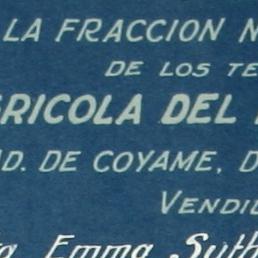 LA FRACCION N
DE LOS TE
RICOLA DEL
D. DE COYAME, D
VENDI
Emma Suth